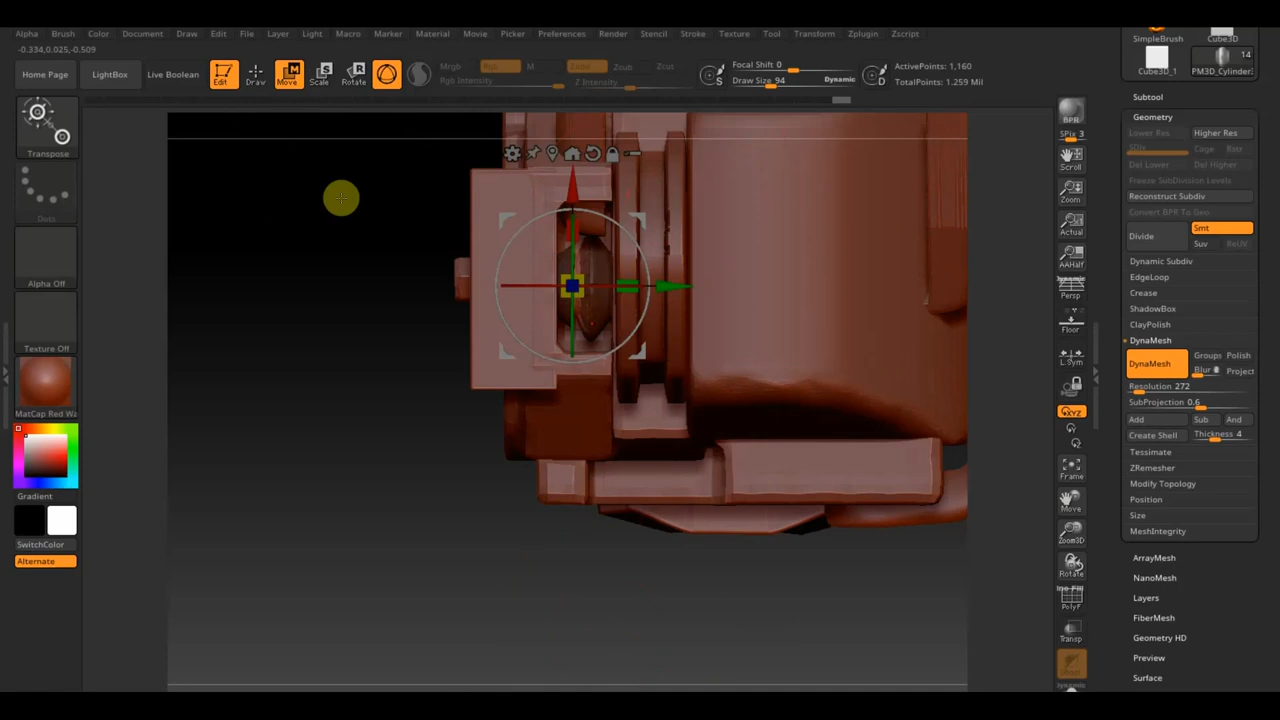 Alpha Brush Color Document Draw Edit File Layer Light Macro Marker Material Movie Picker Preferences Render Stencil Stroke Texture Tool Transform Zplugin Zscript
-0.334,0.025,-0.509
SimpleBrush Cube3D
Home Page LightBox Live Boolean Edit Draw Move Scale Rotate
Mrgb Rgb M Zadd Zsub Zcut
Rgb Intensity Z Intensity
S Focal Shift 0
Draw Size 94 Dynamic D
ActivePoints: 1,160
TotalPoints: 1.259 Mil
14
Cube3D_1 PM3D_Cylinder:
Transpose
Dots
Alpha Off
Texture Off
MatCap Red Wa
Gradient
SwitchColor
Alternate
BPR
SPix 3
Scroll
Zoom
Actual
AAHalf
Dynamic
Persp
Floor
L.Sym
XYZ
Frame
Move
Zoom3D
Rotate
PolyF
Transp
Dynamic
Subtool
Geometry
Lower Res Higher Res
SDiv Cage Rstr
Del Lower Del Higher
Freeze SubDivision Levels
Reconstruct Subdiv
Convert BPR To Geo
Divide Smt
Suv ReUV
Dynamic Subdiv
EdgeLoop
Crease
ShadowBox
ClayPolish
DynaMesh
DynaMesh Groups Polish
Blur Project
Resolution 272
SubProjection 0.6
Add Sub And
Create Shell Thickness 4
Tessimate
ZRemesher
Modify Topology
Position
Size
MeshIntegrity
ArrayMesh
NanoMesh
Layers
FiberMesh
Geometry HD
Preview
Surface